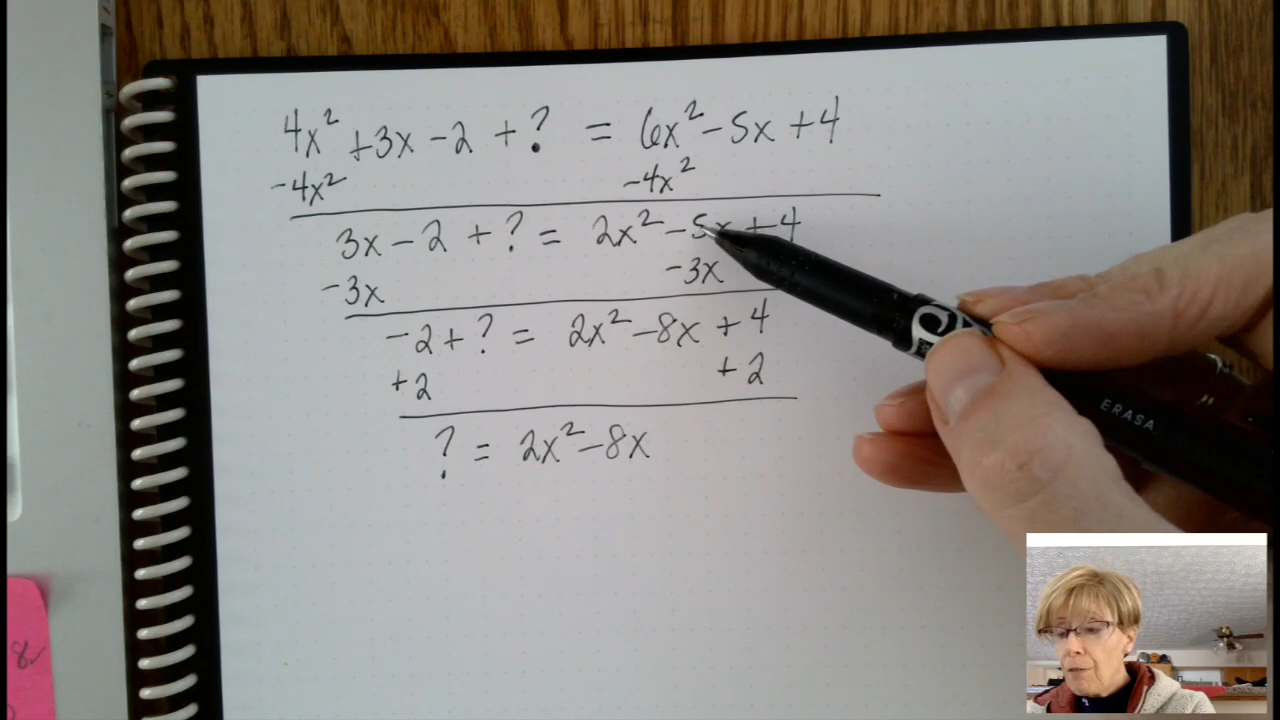 4x² + 3x - 2 + ? = 6x² - 5x + 4
-4x² -4x²
3x - 2 + ? = 2x² - 5x + 4
-3x -3x
-2 + ? = 2x² - 8x + 4
+2 +2
? = 2x² - 8x
ERASA
8